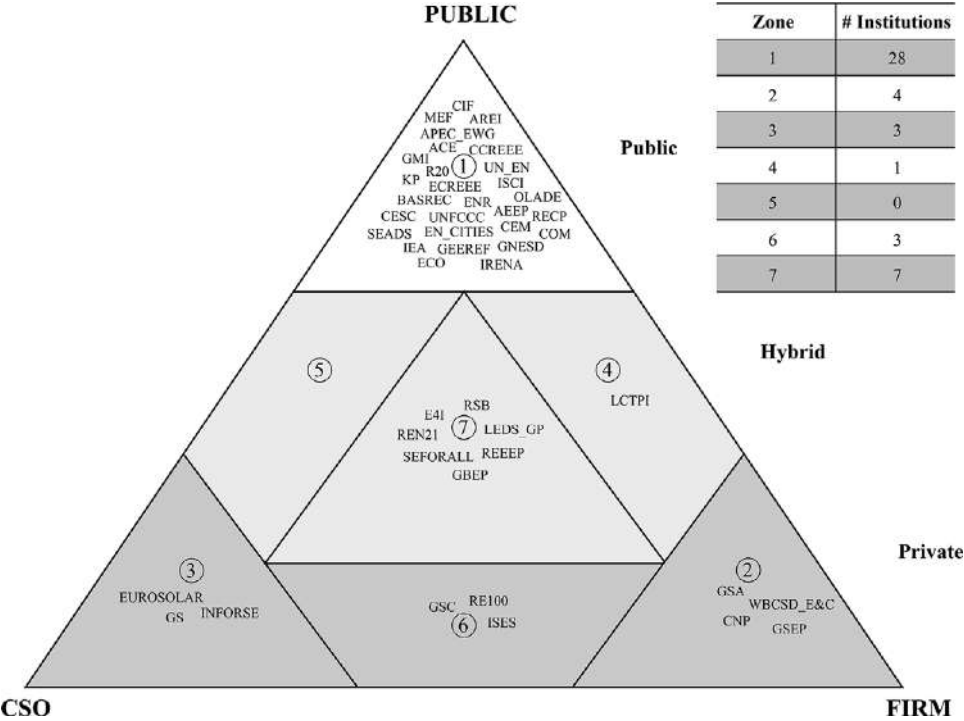 PUBLIC
Zone # Institutions
1 28
2 4
3 3
4 1
5 0
6 3
7 7
CIF
MEF AREI
APEC_EWG
ACE CCREEE
GMI R20 1 UN_EN
KP ECREEE ISCI
BASREC ENR OLADE
CESC UNFCCC AEEP RECP
SEADS EN_CITIES CEM COM
IEA GEEREF GNESD
ECO IRENA
Public
Hybrid
5
4
LCTPI
E4I RSB
REN21 7 LEDS_GP
SEFORALL REEEP
GBEP
Private
3
EUROSOLAR
GS INFORSE
GSC RE100
6 ISES
2
GSA
WBCSD_E&C
CNP GSEP
CSO FIRM